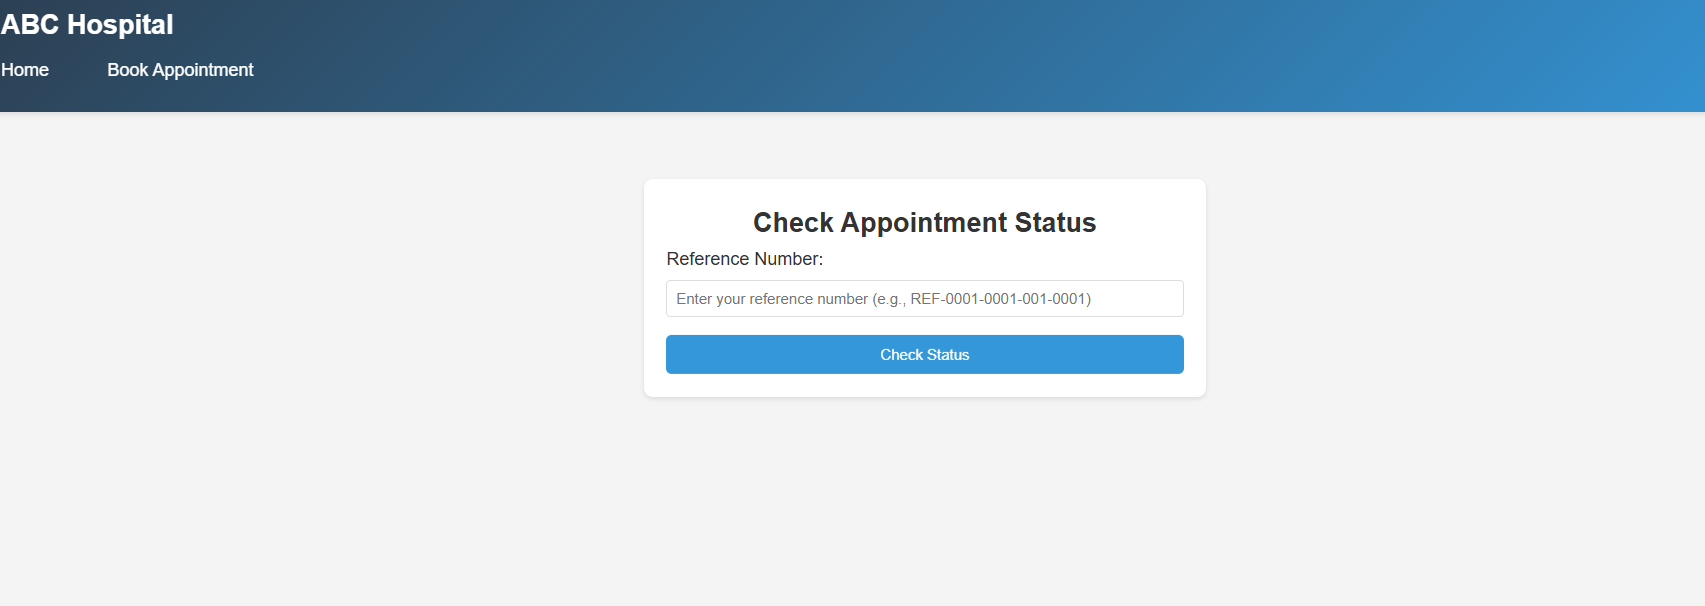 ABC Hospital
Home Book Appointment
Check Appointment Status
Reference Number:
Enter your reference number (e.g., REF-0001-0001-001-0001)
Check Status